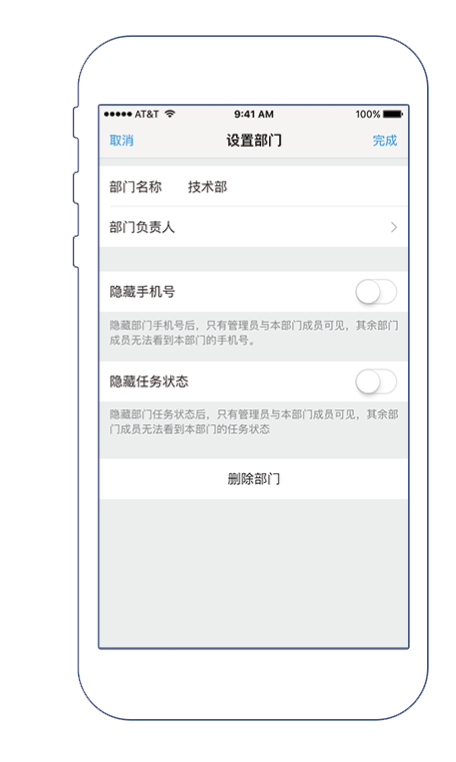 AT&T 9:41 AM 100%
取消 设置部门 完成
部门名称 技术部
部门负责人
隐藏手机号
隐藏部门手机号后，只有管理员与本部门成员可见，其余部门
成员无法看到本部门的手机号。
隐藏任务状态
隐藏部门任务状态后，只有管理员与本部门成员可见，其余部
门成员无法看到本部门的任务状态
删除部门